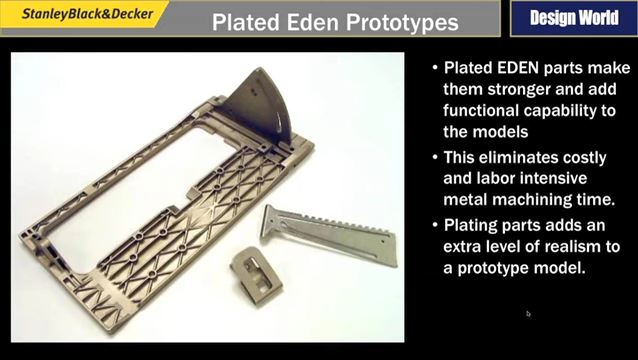 StanleyBlack&Decker
Plated Eden Prototypes
Design World
• Plated EDEN parts make
them stronger and add
functional capability to
the models
• This eliminates costly
and labor intensive
metal machining time.
• Plating parts adds an
extra level of realism to
a prototype model.